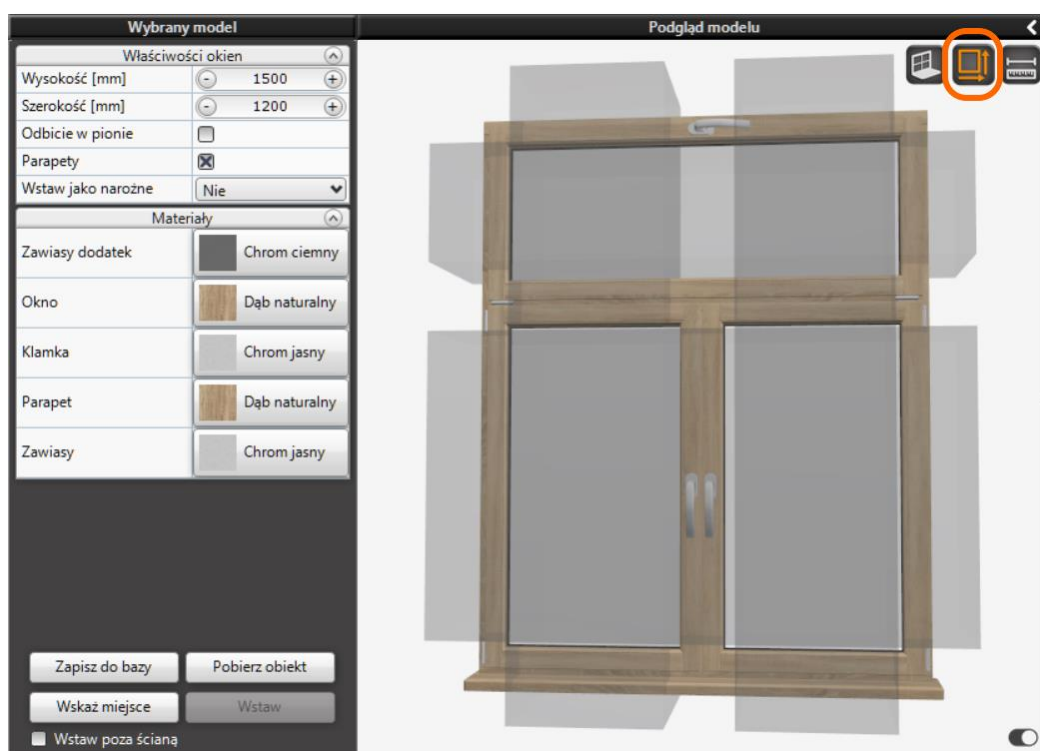 Wybrany model
Podgląd modelu
Właściwości okien
Wysokość [mm] 1500
Szerokość [mm] 1200
Odbicie w pionie
Parapety
Wstaw jako narożne Nie
Materiały
Zawiasy dodatek Chrom ciemny
Okno Dąb naturalny
Klamka Chrom jasny
Parapet Dąb naturalny
Zawiasy Chrom jasny
Zapisz do bazy Pobierz obiekt
Wskaż miejsce Wstaw
Wstaw poza ścianą